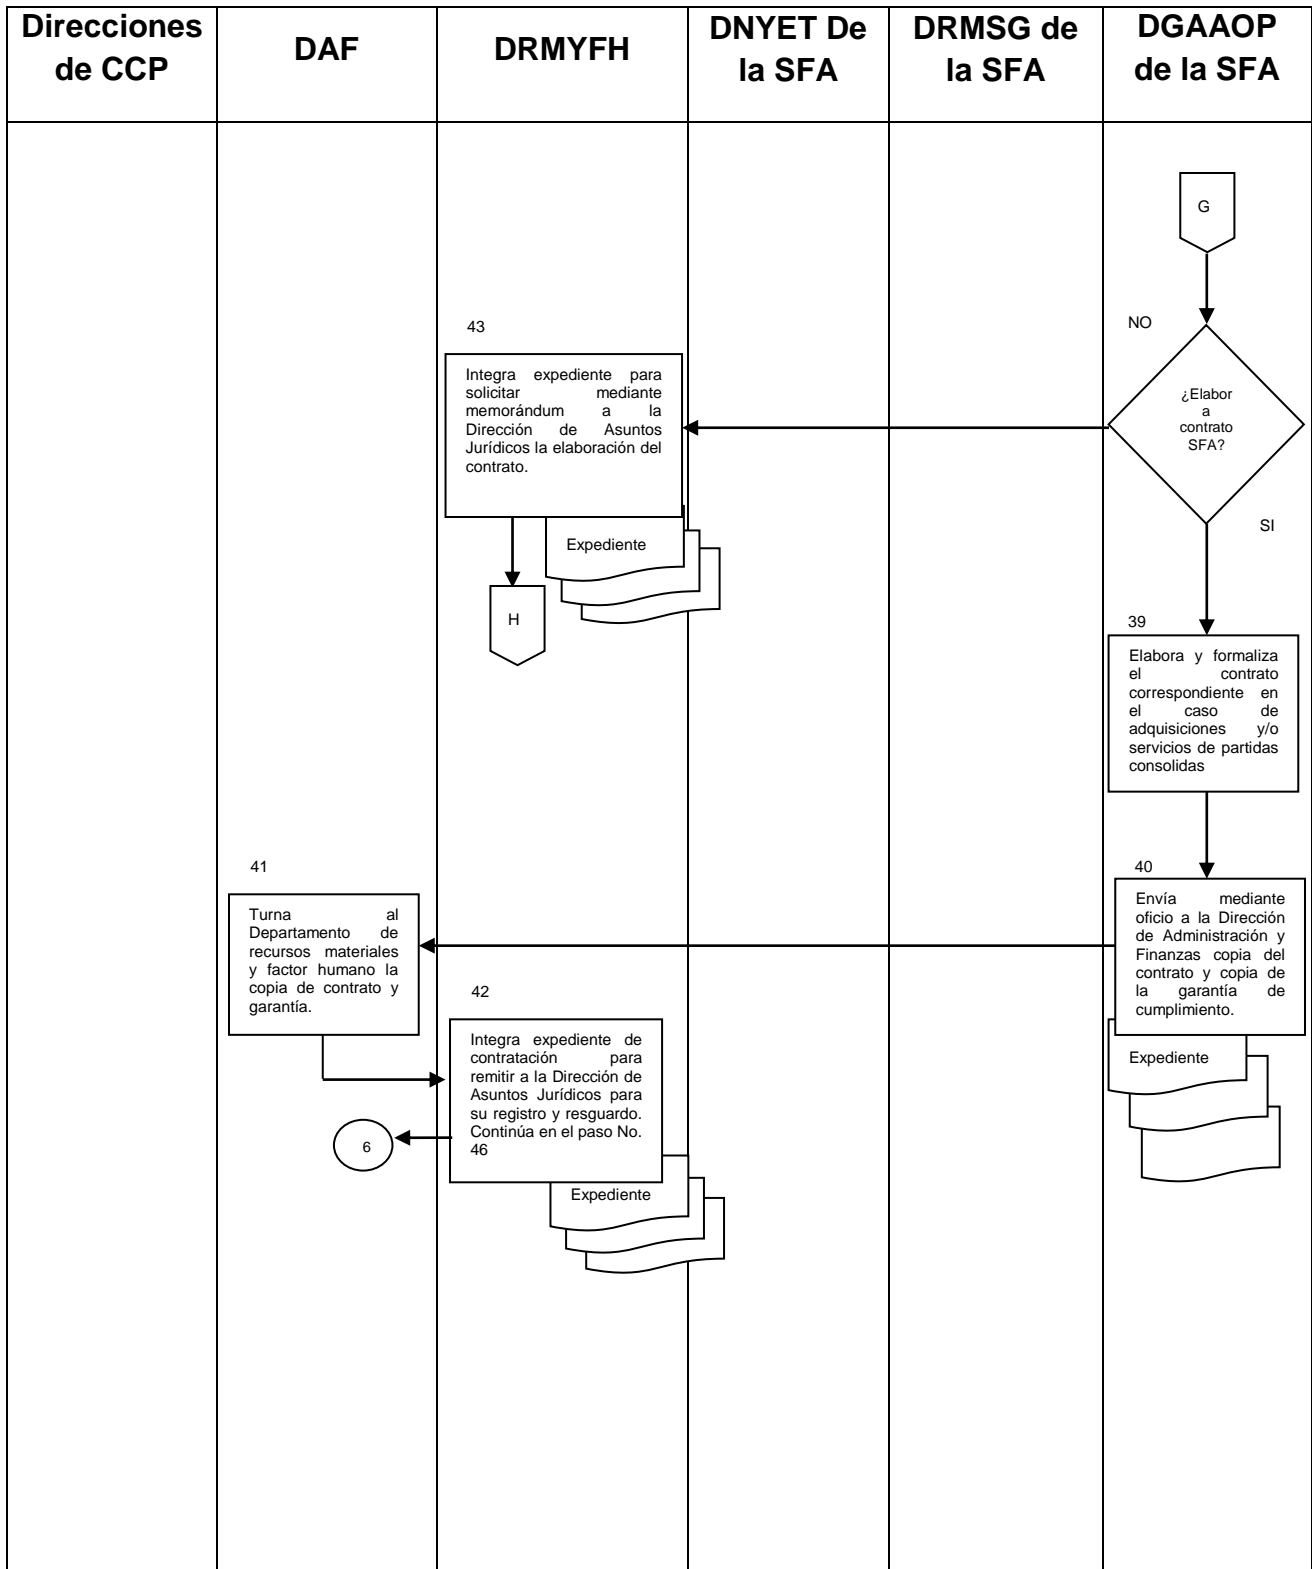 Direcciones
de CCP
DAF
DRMYFH
DNYET De
la SFA
DRMSG de
la SFA
DGAAOP
de la SFA
G
NO
¿Elabor
a
contrato
SFA?
SI
43
Integra expediente para
solicitar mediante
memorándum a la
Dirección de Asuntos
Jurídicos la elaboración del
contrato.
Expediente
H
39
Elabora y formaliza
el contrato
correspondiente en
el caso de
adquisiciones y/o
servicios de partidas
consolidas
40
Envía mediante
oficio a la Dirección
de Administración y
Finanzas copia del
contrato y copia de
la garantía de
cumplimiento.
Expediente
41
Turna al
Departamento de
recursos materiales
y factor humano la
copia de contrato y
garantía.
42
Integra expediente de
contratación para
remitir a la Dirección de
Asuntos Jurídicos para
su registro y resguardo.
Continúa en el paso No.
46
Expediente
6